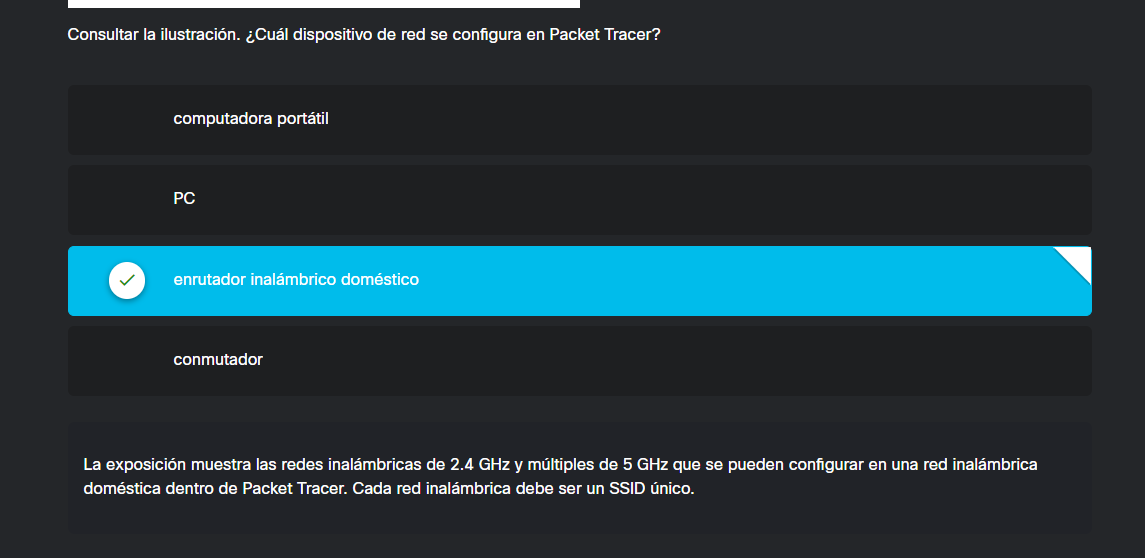 Consultar la ilustración. ¿Cuál dispositivo de red se configura en Packet Tracer?
computadora portátil
PC
enrutador inalámbrico doméstico
conmutador
La exposición muestra las redes inalámbricas de 2.4 GHz y múltiples de 5 GHz que se pueden configurar en una red inalámbrica
doméstica dentro de Packet Tracer. Cada red inalámbrica debe ser un SSID único.